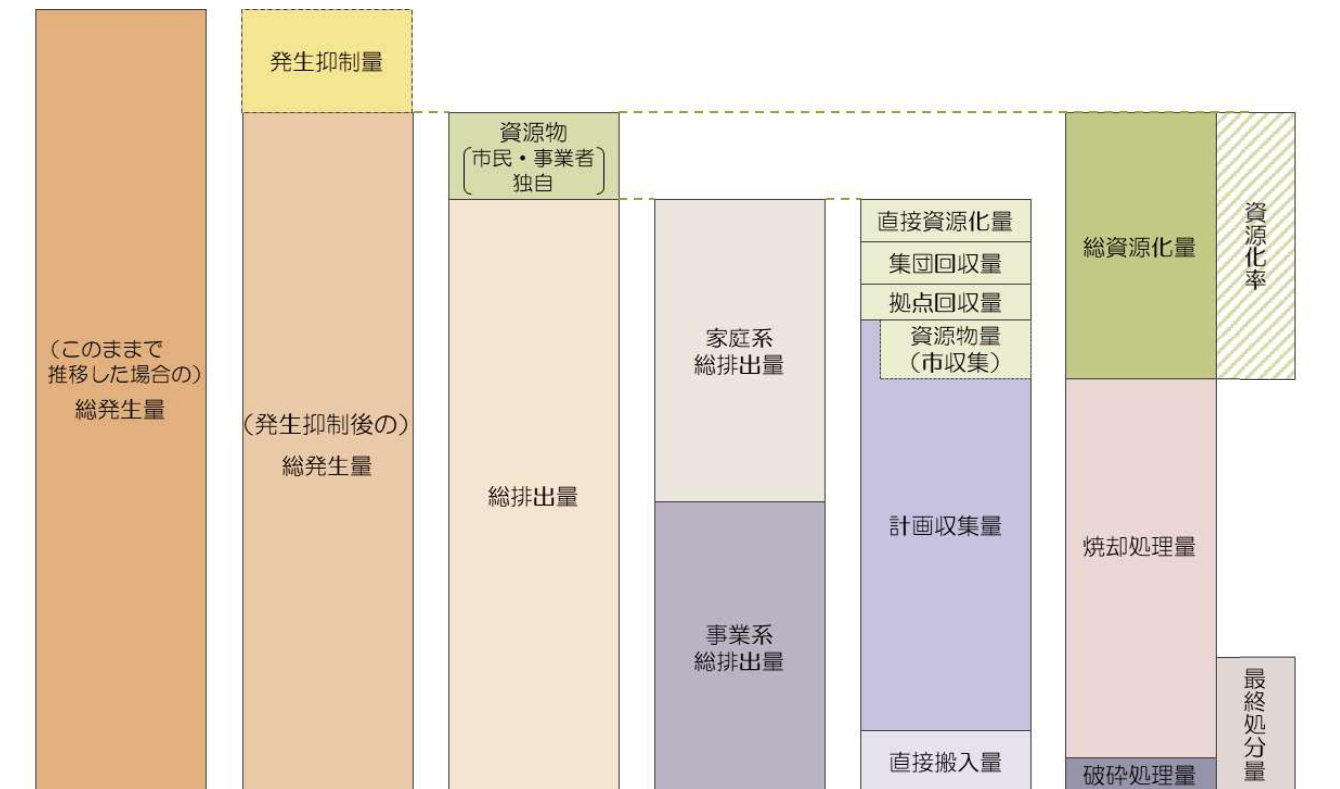 (このままで
推移した場合の)
総発生量
発生抑制量
(発生抑制後の)
総発生量
資源物
市民・事業者
独自
総排出量
家庭系
総排出量
事業系
総排出量
直接資源化量
集団回収量
拠点回収量
資源物量
(市収集)
計画収集量
直接搬入量
総資源化量
焼却処理量
破砕処理量
資源化率
最終処分量